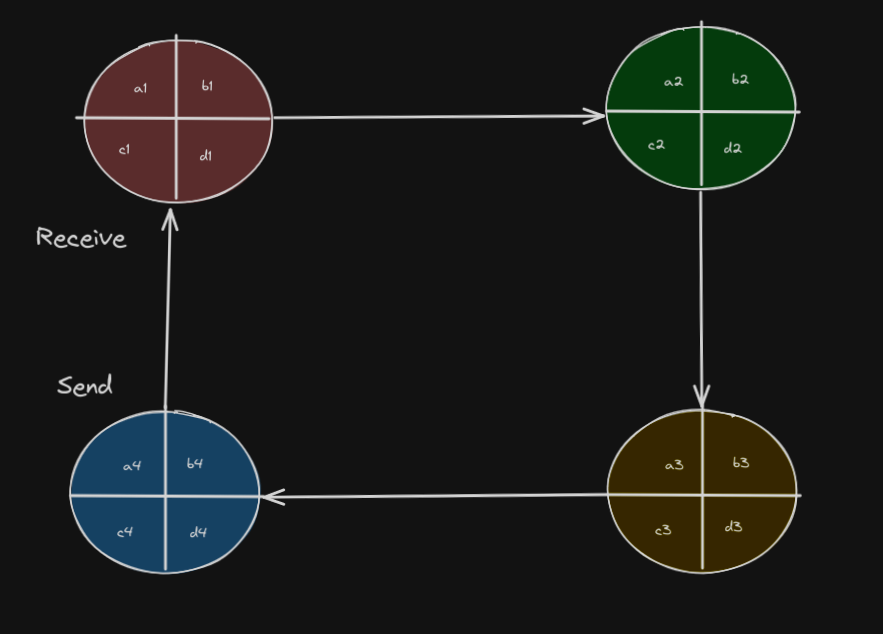 a1 b1
c1 d1
a2 b2
c2 d2
Receive
Send
a4 b4
c4 d4
a3 b3
c3 d3